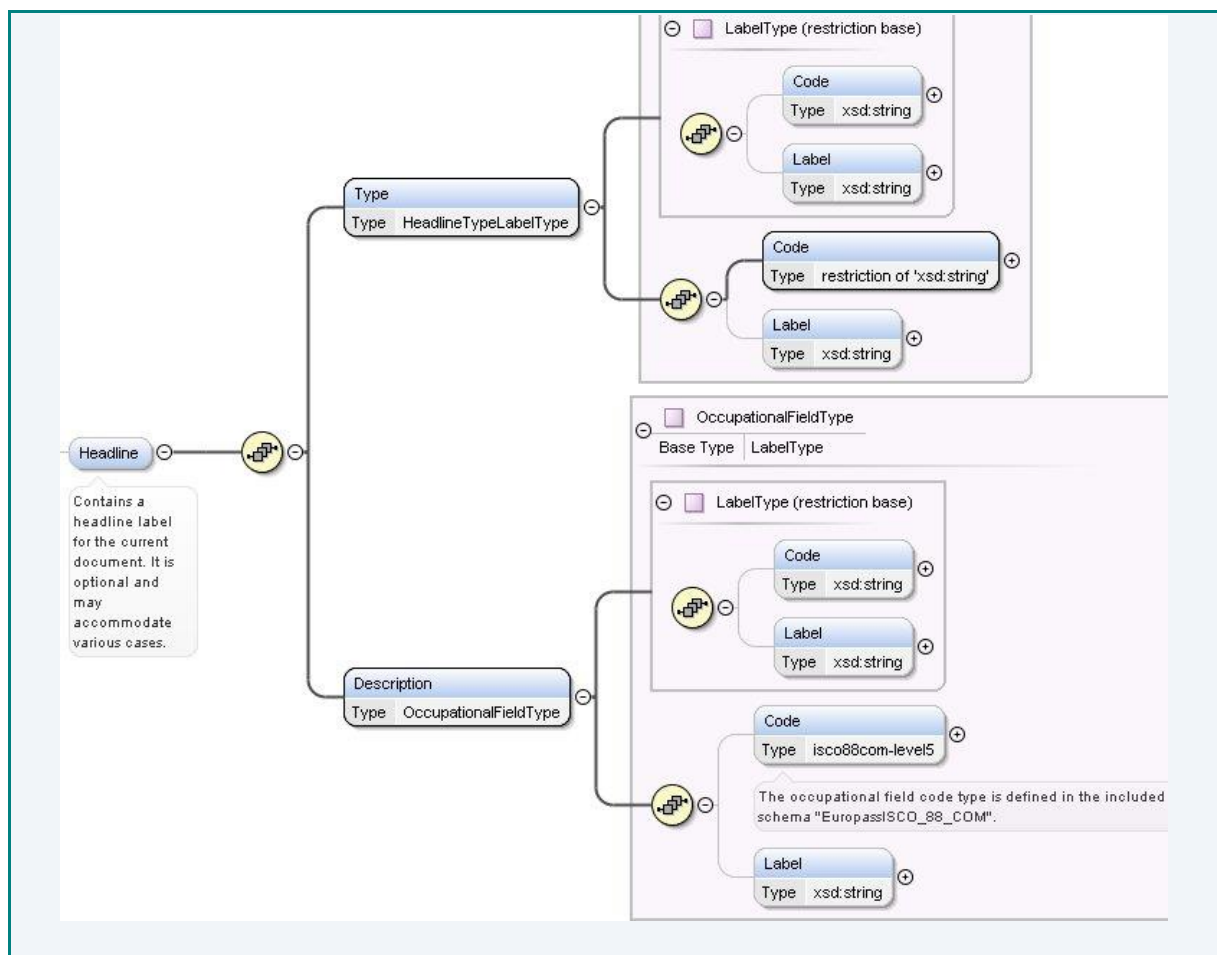 LabelType (restriction base)
Code
Type xsd:string
Label
Type xsd:string
Type
Type HeadlineTypeLabelType
Code
Type restriction of 'xsd:string'
Label
Type xsd:string
Headline
Contains a
headline label
for the current
document. It is
optional and
may
accommodate
various cases.
OccupationalFieldType
Base Type LabelType
LabelType (restriction base)
Code
Type xsd:string
Label
Type xsd:string
Description
Type OccupationalFieldType
Code
Type isco88com-level5
The occupational field code type is defined in the included
schema "EuropassISCO_88_COM".
Label
Type xsd:string